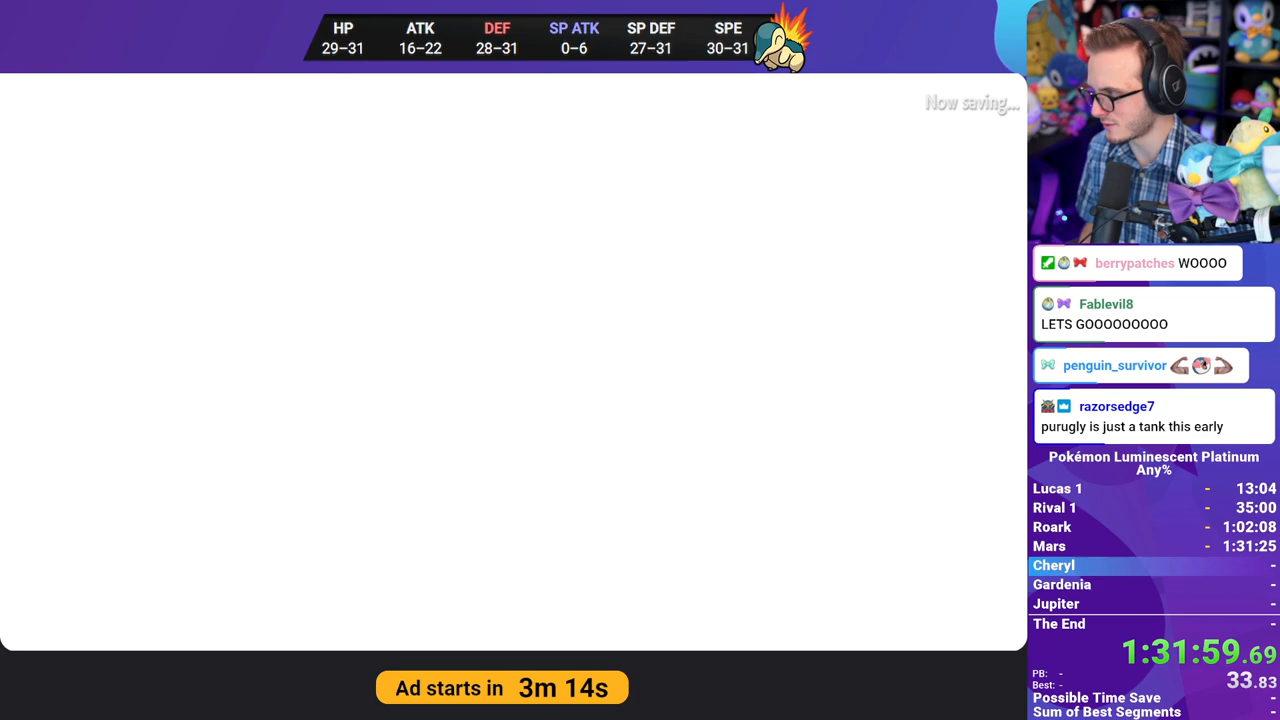 HP ATK DEF SP ATK SP DEF SPE
29–31 16–22 28–31 0–6 27–31 30–31
Now saving...
berrypatches WOOOO
Fablevil8
LETS GOOOOOOOOO
penguin_survivor
razorsedge7
purugly is just a tank this early
Pokémon Luminescent Platinum
Any%
Lucas 1 - 13:04
Rival 1 - 35:00
Roark - 1:02:08
Mars - 1:31:25
Cheryl -
Gardenia -
Jupiter -
The End -
1:31:59.69
PB: -
Best: - 33.83
Possible Time Save -
Sum of Best Segments -
Ad starts in 3m 14s